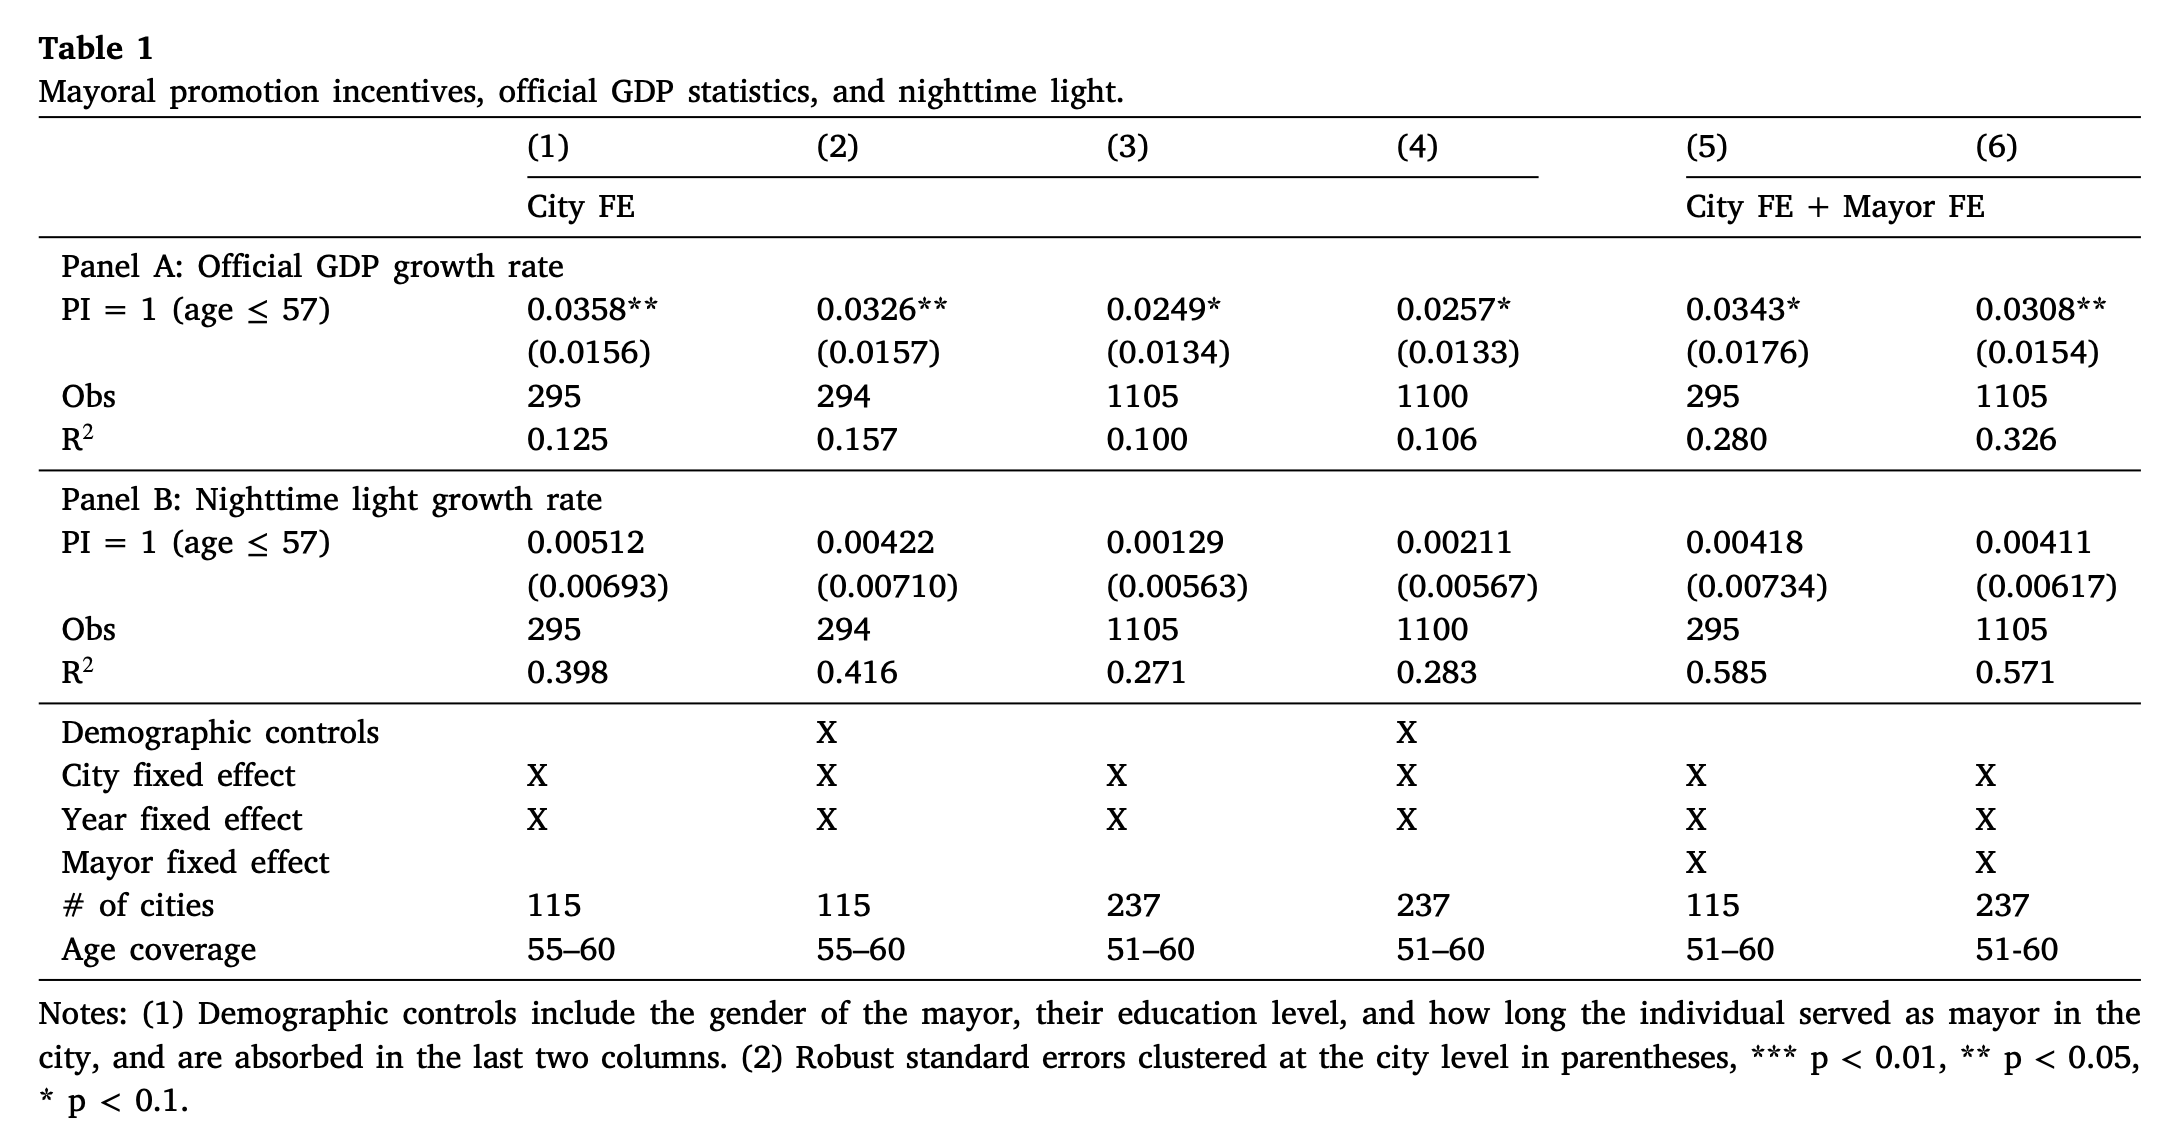 Table 1
Mayoral promotion incentives, official GDP statistics, and nighttime light.
(1) (2) (3) (4) (5) (6)
City FE City FE + Mayor FE
Panel A: Official GDP growth rate
PI = 1 (age ≤ 57) 0.0358** 0.0326** 0.0249* 0.0257* 0.0343* 0.0308**
(0.0156) (0.0157) (0.0134) (0.0133) (0.0176) (0.0154)
Obs 295 294 1105 1100 295 1105
R² 0.125 0.157 0.100 0.106 0.280 0.326
Panel B: Nighttime light growth rate
PI = 1 (age ≤ 57) 0.00512 0.00422 0.00129 0.00211 0.00418 0.00411
(0.00693) (0.00710) (0.00563) (0.00567) (0.00734) (0.00617)
Obs 295 294 1105 1100 295 1105
R² 0.398 0.416 0.271 0.283 0.585 0.571
Demographic controls X X
City fixed effect X X X X X X
Year fixed effect X X X X X X
Mayor fixed effect X X
# of cities 115 115 237 237 115 237
Age coverage 55–60 55–60 51–60 51–60 51–60 51-60
Notes: (1) Demographic controls include the gender of the mayor, their education level, and how long the individual served as mayor in the
city, and are absorbed in the last two columns. (2) Robust standard errors clustered at the city level in parentheses, *** p < 0.01, ** p < 0.05,
* p < 0.1.